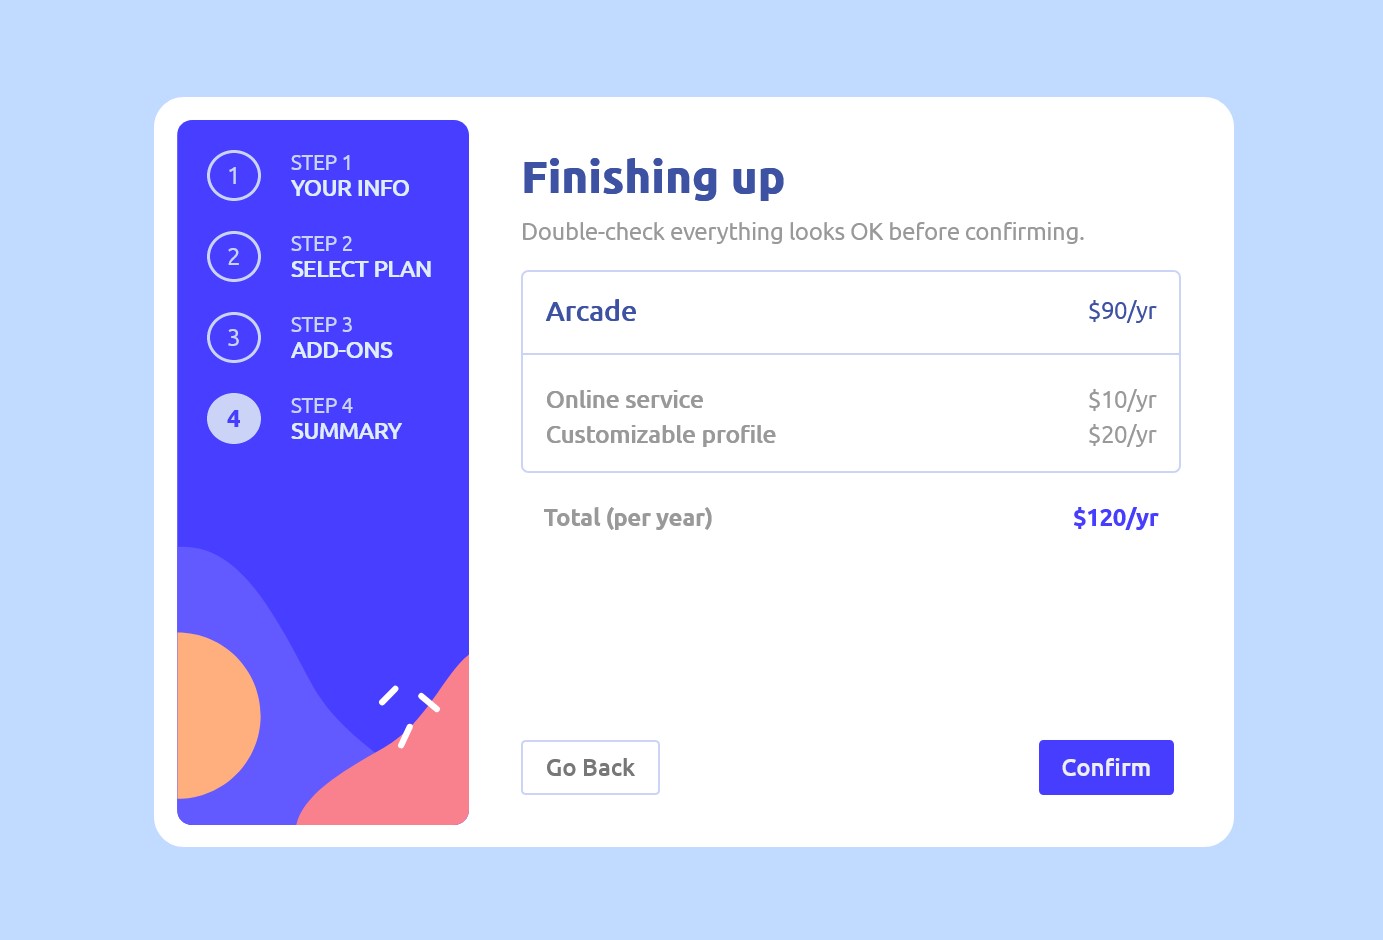 1
STEP 1
YOUR INFO
2
STEP 2
SELECT PLAN
3
STEP 3
ADD-ONS
4
STEP 4
SUMMARY
Finishing up
Double-check everything looks OK before confirming.
Arcade $90/yr
Online service $10/yr
Customizable profile $20/yr
Total (per year) $120/yr
Go Back Confirm